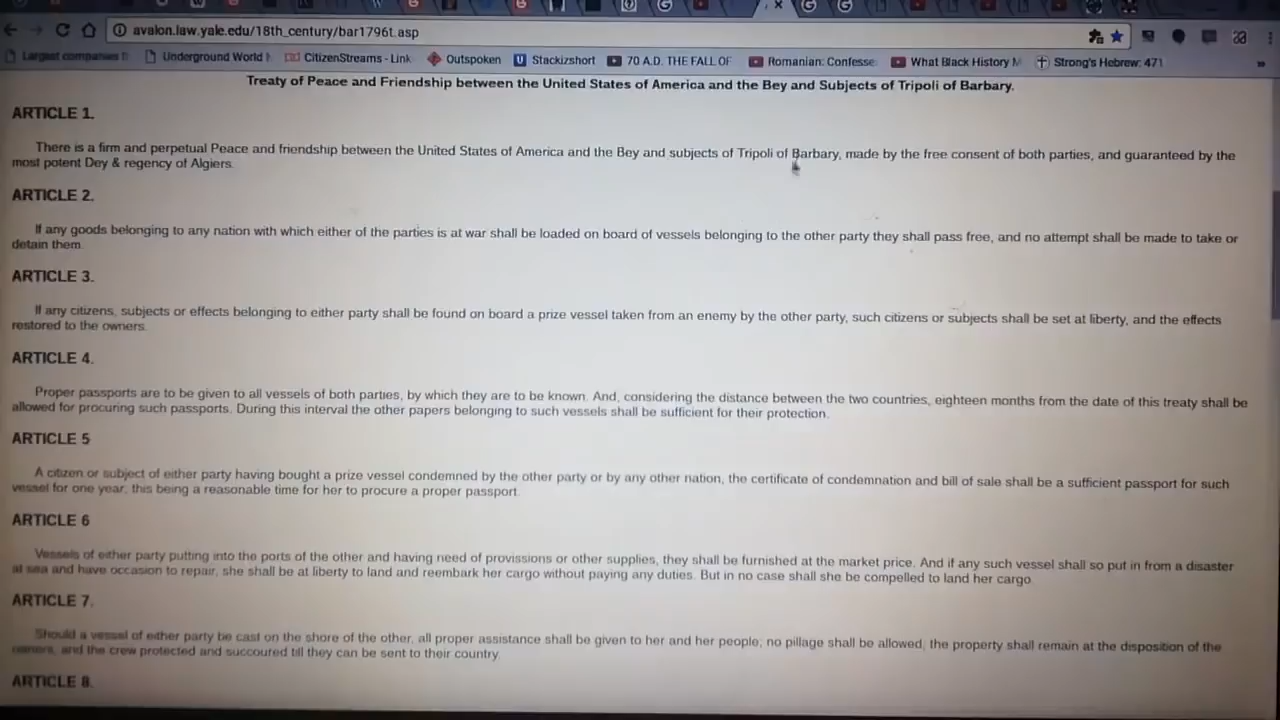 avalon.law.yale.edu/18th_century/bar1796t.asp
Largest companies Underground World CitizenStreams - Link Outspoken Stackizshort 70 A.D. THE FALL OF Romanian: Confesse What Black History M Strong's Hebrew: 471 »
Treaty of Peace and Friendship between the United States of America and the Bey and Subjects of Tripoli of Barbary.
ARTICLE 1.
There is a firm and perpetual Peace and friendship between the United States of America and the Bey and subjects of Tripoli of Barbary, made by the free consent of both parties, and guaranteed by the
most potent Dey & regency of Algiers.
ARTICLE 2.
If any goods belonging to any nation with which either of the parties is at war shall be loaded on board of vessels belonging to the other party they shall pass free, and no attempt shall be made to take or
detain them.
ARTICLE 3.
If any citizens, subjects or effects belonging to either party shall be found on board a prize vessel taken from an enemy by the other party, such citizens or subjects shall be set at liberty, and the effects
restored to the owners.
ARTICLE 4.
Proper passports are to be given to all vessels of both parties, by which they are to be known. And, considering the distance between the two countries, eighteen months from the date of this treaty shall be
allowed for procuring such passports. During this interval the other papers belonging to such vessels shall be sufficient for their protection.
ARTICLE 5
A citizen or subject of either party having bought a prize vessel condemned by the other party or by any other nation, the certificate of condemnation and bill of sale shall be a sufficient passport for such
vessel for one year; this being a reasonable time for her to procure a proper passport.
ARTICLE 6
Vessels of either party putting into the ports of the other and having need of provissions or other supplies, they shall be furnished at the market price. And if any such vessel shall so put in from a disaster
at sea and have occasion to repair, she shall be at liberty to land and reembark her cargo without paying any duties. But in no case shall she be compelled to land her cargo.
ARTICLE 7.
Should a vessel of either party be cast on the shore of the other, all proper assistance shall be given to her and her people; no pillage shall be allowed; the property shall remain at the disposition of the
owners, and the crew protected and succoured till they can be sent to their country.
ARTICLE 8.